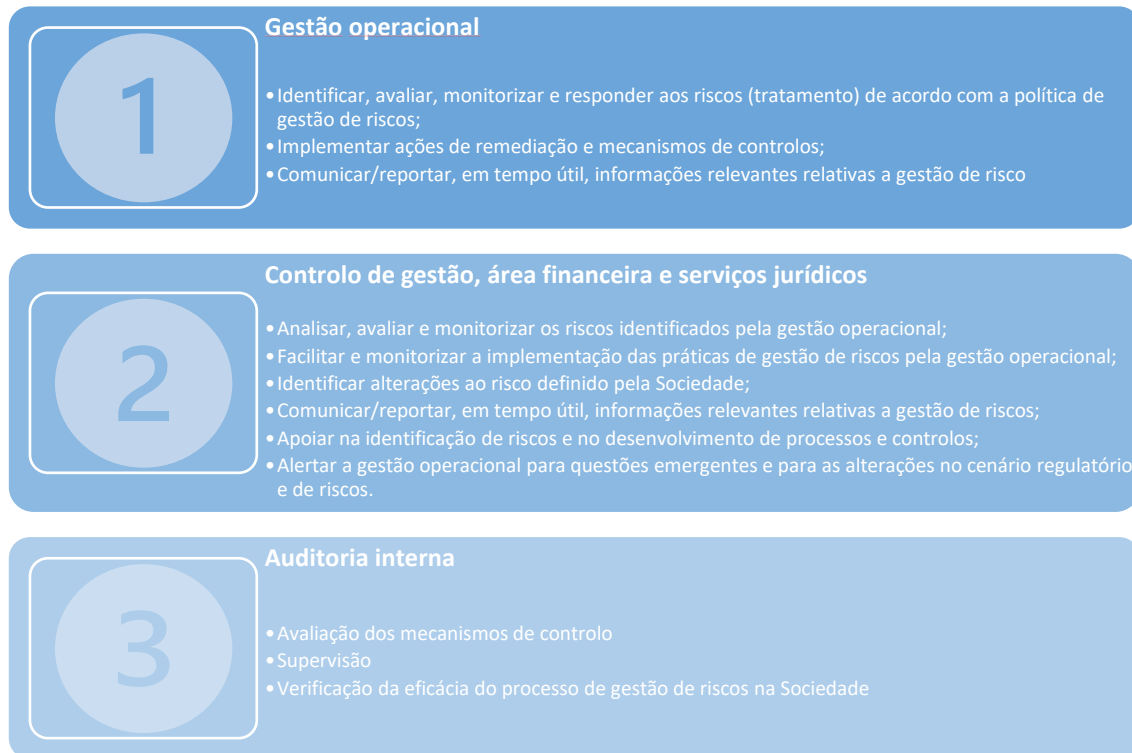 1
Gestão operacional
•Identificar, avaliar, monitorizar e responder aos riscos (tratamento) de acordo com a política de
gestão de riscos;
•Implementar ações de remediação e mecanismos de controlos;
•Comunicar/reportar, em tempo útil, informações relevantes relativas a gestão de risco
2
Controlo de gestão, área financeira e serviços jurídicos
•Analisar, avaliar e monitorizar os riscos identificados pela gestão operacional;
•Facilitar e monitorizar a implementação das práticas de gestão de riscos pela gestão operacional;
•Identificar alterações ao risco definido pela Sociedade;
•Comunicar/reportar, em tempo útil, informações relevantes relativas a gestão de riscos;
•Apoiar na identificação de riscos e no desenvolvimento de processos e controlos;
•Alertar a gestão operacional para questões emergentes e para as alterações no cenário regulatório
e de riscos.
3
Auditoria interna
•Avaliação dos mecanismos de controlo
•Supervisão
•Verificação da eficácia do processo de gestão de riscos na Sociedade